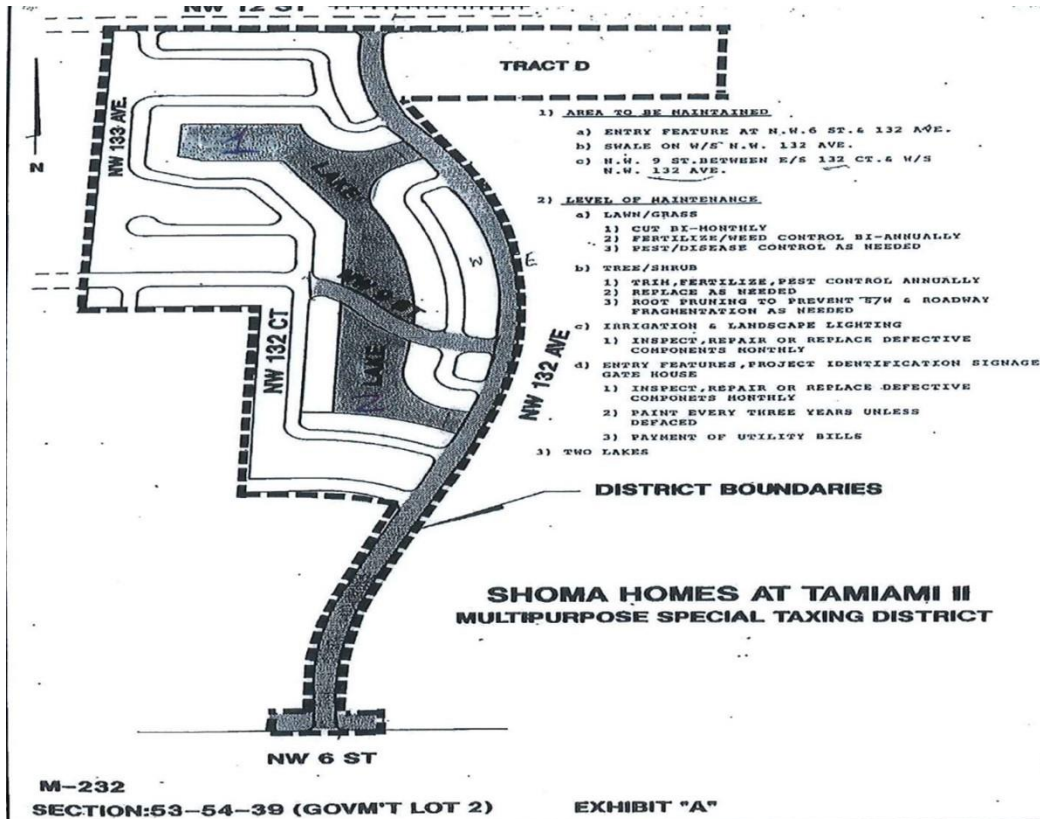 NW 12 ST
TRACT D
NW 133 AVE.
N
1
LAKE
1) AREA TO BE MAINTAINED
a) ENTRY FEATURE AT N.W.6 ST.& 132 AVE.
b) SWALE ON W/S N.W. 132 AVE.
c) N.W. 9 ST.BETWEEN E/S 132 CT.& W/S
N.W. 132 AVE.
2) LEVEL OF MAINTENANCE
a) LAWN/GRASS
1) CUT BI-MONTHLY
2) FERTILIZE/WEED CONTROL BI-ANNUALLY
3) PEST/DISEASE CONTROL AS NEEDED
b) TREE/SHRUB
1) TRIM,FERTILIZE,PEST CONTROL ANNUALLY
2) REPLACE AS NEEDED
3) ROOT PRUNING TO PREVENT & ROADWAY
FRAGMENTATION AS NEEDED
c) IRRIGATION & LANDSCAPE LIGHTING
1) INSPECT,REPAIR OR REPLACE DEFECTIVE
COMPONENTS MONTHLY
d) ENTRY FEATURES,PROJECT IDENTIFICATION SIGNAGE
GATE HOUSE
1) INSPECT,REPAIR OR REPLACE DEFECTIVE
COMPONETS MONTHLY
2) PAINT EVERY THREE YEARS UNLESS
DEFACED
3) PAYMENT OF UTILITY BILLS
3) TWO LAKES
3
E
NW 9 ST
NW 132 CT
LAKE
2
NW 132 AVE
DISTRICT BOUNDARIES
SHOMA HOMES AT TAMIAMI II
MULTIPURPOSE SPECIAL TAXING DISTRICT
NW 6 ST
M-232
SECTION:53-54-39 (GOVM'T LOT 2)
EXHIBIT "A"